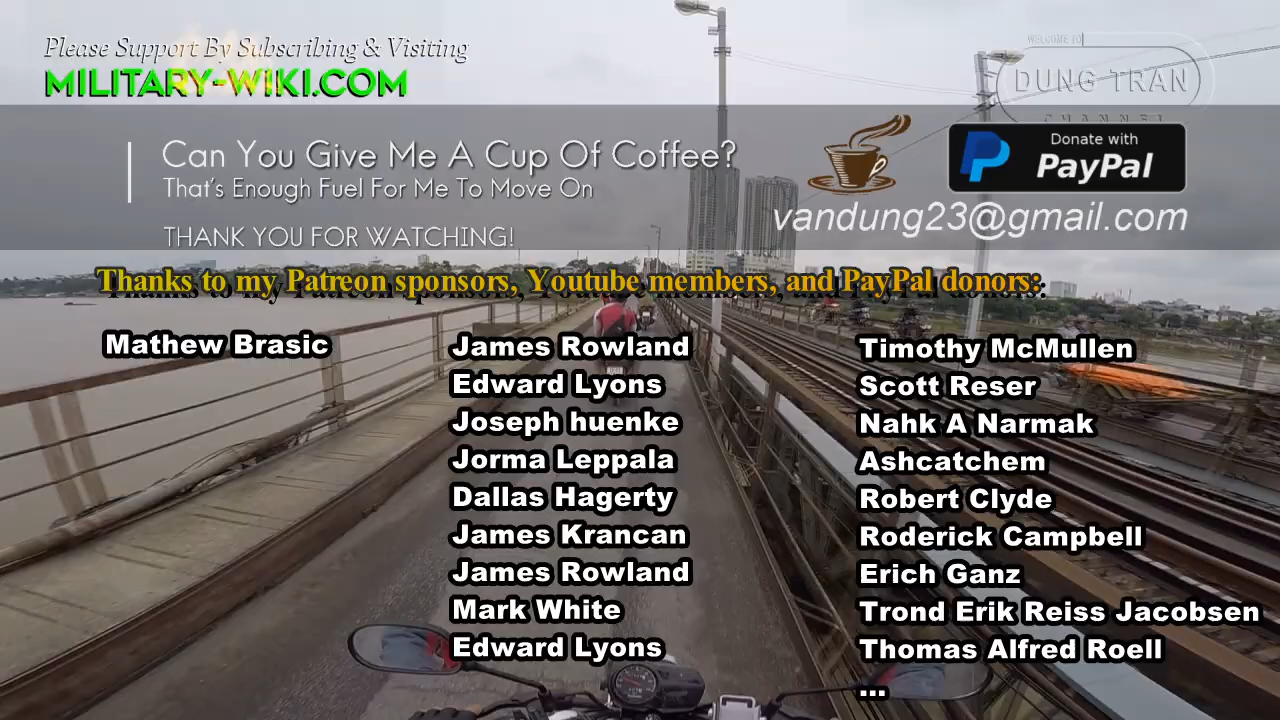 Please Support By Subscribing & Visiting
MILITARY-WIKI.COM
WELCOME TO
DUNG TRAN
CHANNEL
Can You Give Me A Cup Of Coffee?
That's Enough Fuel For Me To Move On
THANK YOU FOR WATCHING!
Donate with
PayPal
vandung23@gmail.com
Thanks to my Patreon sponsors, Youtube members, and PayPal donors:
Mathew Brasic
James Rowland
Edward Lyons
Joseph huenke
Jorma Leppala
Dallas Hagerty
James Krancan
James Rowland
Mark White
Edward Lyons
Timothy McMullen
Scott Reser
Nahk A Narmak
Ashcatchem
Robert Clyde
Roderick Campbell
Erich Ganz
Trond Erik Reiss Jacobsen
Thomas Alfred Roell
...